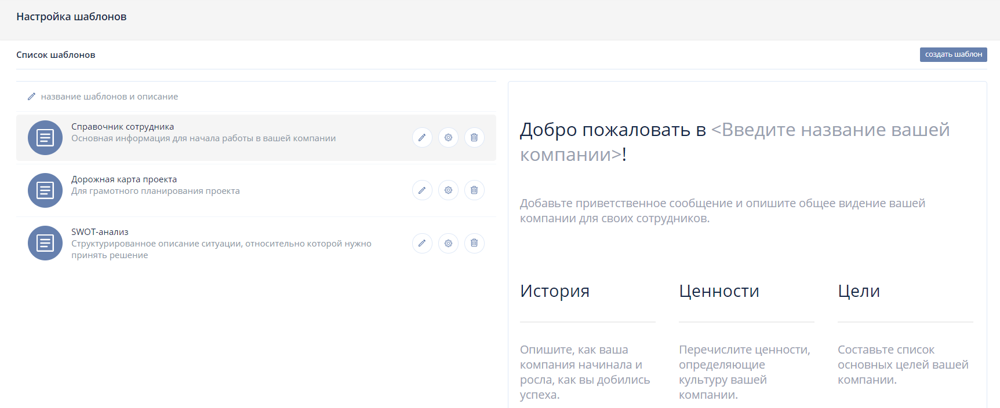 Настройка шаблонов
Список шаблонов
создать шаблон
название шаблонов и описание
Справочник сотрудника
Основная информация для начала работы в вашей компании
Дорожная карта проекта
Для грамотного планирования проекта
SWOT-анализ
Структурированное описание ситуации, относительно которой нужно
принять решение
Добро пожаловать в <Введите название вашей
компании>!
Добавьте приветственное сообщение и опишите общее видение вашей
компании для своих сотрудников.
История
Опишите, как ваша
компания начинала и
росла, как вы добились
успеха.
Ценности
Перечислите ценности,
определяющие
культуру вашей
компании.
Цели
Составьте список
основных целей вашей
компании.